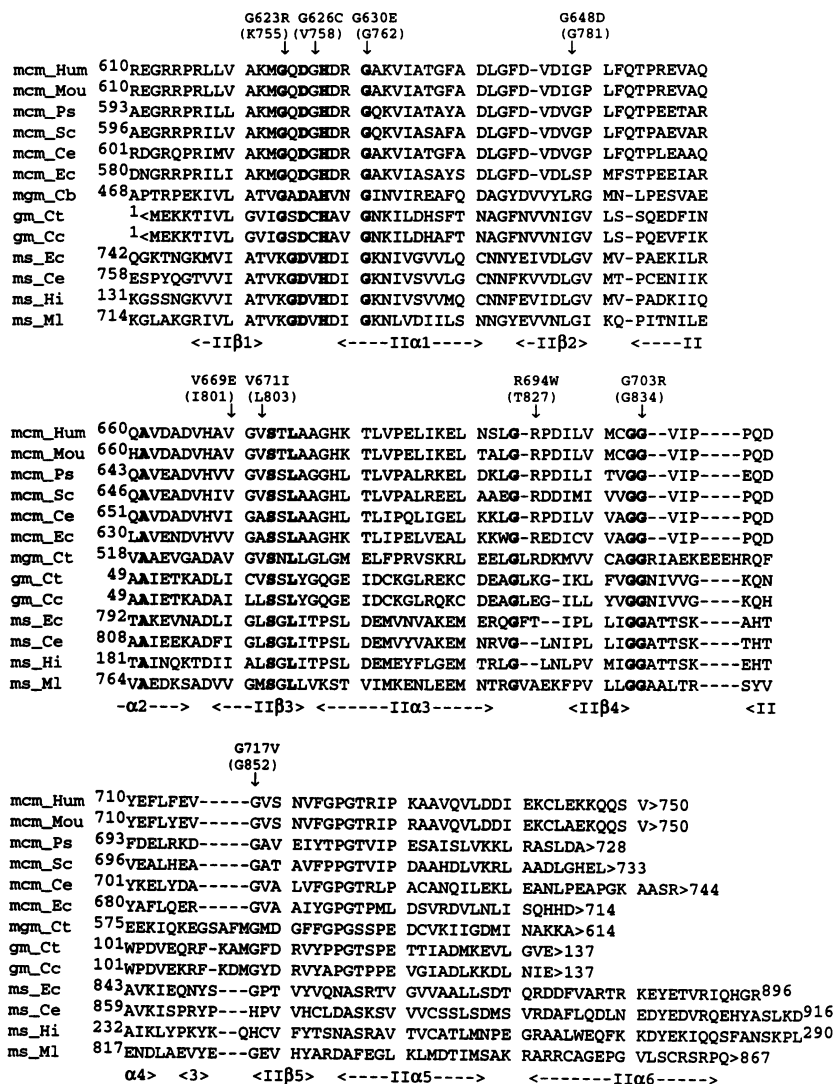 G623R G626C G630E G648D
(K755) (V758) (G762) (G781)
↓ ↓ ↓ ↓
mcm_Hum 610REGRRPRLLV AKMGQDGHDR GAKVIATGFA DLGFD-VDIGP LFQTPREVAQ
mcm_Mou 610REGRRPRLLV AKMGQDGHDR GAKVIATGFA DLGFD-VDIGP LFQTPREVAQ
mcm_Ps 593AEGRRPRILL AKMGQDGHDR GQKVIATAYA DLGFD-VDVGP LFQTPEETAR
mcm_Sc 596AEGRRPRILV AKMGQDGHDR GQKVIASAFA DLGFD-VDVGP LFQTPAEVAR
mcm_Ce 601RDGRQPRIMV AKMGQDGHDR GAKVIATGFA DLGFD-VDVGP LFQTPLEAAQ
mcm_Ec 580DNGRRPRILI AKMGQDGHDR GAKVIASAYS DLGFD-VDLSP MFSTPEEIAR
mgm_Cb 468APTRPEKIVL ATVGADAHVN GINVIREAFQ DAGYDVVYLRG MN-LPESVAE
gm_Ct 1<MEKKTIVL GVIGSDCHAV GNKILDHSFT NAGFNVVNIGV LS-SQEDFIN
gm_Cc 1<MEKKTIVL GVIGSDCHAV GNKILDHAFT NAGFNVVNIGV LS-PQEVFIK
ms_Ec 742QGKTNGKMVI ATVKGDVHDI GKNIVGVVLQ CNNYEIVDLGV MV-PAEKILR
ms_Ce 758ESPYQGTVVI ATVKGDVHDI GKNIVSVVLG CNNFKVVDLGV MT-PCENIIK
ms_Hi 131KGSSNGKVVI ATVKGDVHDI GKNIVSVVMQ CNNFEVIDLGV MV-PADKIIQ
ms_Ml 714KGLAKGRIVL ATVKGDVHDI GKNLVDIILS NNGYEVVNLGI KQ-PITNILE
<-IIβ1> <----IIα1----> <-IIβ2> <----II
V669E V671I R694W G703R
(I801) (L803) (T827) (G834)
↓ ↓ ↓ ↓
mcm_Hum 660QAVDADVHAV GVSTLAAGHK TLVPELIKEL NSLG-RPDILV MCGG--VIP----PQD
mcm_Mou 660HAVDADVHAV GVSTLAAGHK TLVPELIKEL TALG-RPDILV MCGG--VIP----PQD
mcm_Ps 643QAVEADVHVV GVSSLAGGHL TLVPALRKEL DKLG-RPDILI TVGG--VIP----EQD
mcm_Sc 646QAVEADVHIV GVSSLAAGHL TLVPALREEL AAEG-RDDIMI VVGG--VIP----PQD
mcm_Ce 651QAVDADVHVI GASSLAAGHL TLIPQLIGEL KKLG-RPDILV VAGG--VIP----PQD
mcm_Ec 630LAVENDVHVV GVSSLAAGHK TLIPELVEAL KKWG-REDICV VAGG--VIP----PQD
mgm_Ct 518VAAEVGADAV GVSNLLGLGM ELFPRVSKRL EELGLRDKMVV CAGGRIAEKEEEHRQF
gm_Ct 49AAIETKADLI CVSSLYGQGE IDCKGLREKC DEAGLKG-IKL FVGGNIVVG----KQN
gm_Cc 49AAIETKADAI LLSSLYGQGE IDCKGLRQKC DEAGLEG-ILL YVGGNIVVG----KQH
ms_Ec 792TAKEVNADLI GLSGLITPSL DEMVNVAKEM ERQGFT--IPL LIGGATTSK----AHT
ms_Ce 808AAIEEKADFI GLSGLITPSL DEMVYVAKEM NRVG--LNIPL LIGGATTSK----THT
ms_Hi 181TAINQKTDII ALSGLITPSL DEMEYFLGEM TRLG--LNLPV MIGGATTSK----EHT
ms_Ml 764VAEDKSADVV GMSGLLVKST VIMKENLEEM NTRGVAEKFPV LLGGAALTR----SYV
-α2---> <---IIβ3--> <------IIα3------> <IIβ4> <II
G717V
(G852)
↓
mcm_Hum 710YEFLFEV-----GVS NVFGPGTRIP KAAVQVLDDI EKCLEKKQQS V>750
mcm_Mou 710YEFLYEV-----GVS NVFGPGTRIP RAAVQVLDDI EKCLAEKQQS V>750
mcm_Ps 693FDELRKD-----GAV EIYTPGTVIP ESAISLVKKL RASLDA>728
mcm_Sc 696VEALHEA-----GAT AVFPPGTVIP DAAHDLVKRL AADLGHEL>733
mcm_Ce 701YKELYDA-----GVA LVFGPGTRLP ACANQILEKL EANLPEAPGK AASR>744
mcm_Ec 680YAFLQER-----GVA AIYGPGTPML DSVRDVLNLI SQHHD>714
mgm_Ct 575EEKIQKEGSAFMGMD GFFGPGSSPE DCVKIIGDMI NAKKA>614
gm_Ct 101WPDVEQRF-KAMGFD RVYPPGTSPE TTIADMKEVL GVE>137
gm_Cc 101WPDVEKRF-KDMGYD RVYAPGTPPE VGIADLKKDL NIE>137
ms_Ec 843AVKIEQNYS---GPT VYVQNASRTV GVVAALLSDT QRDDFVARTR KEYETVRIQHGR896
ms_Ce 859AVKISPRYP---HPV VHCLDASKSV VVCSSLSDMS VRDAFLQDLN EDYEDVRQEHYASLKD916
ms_Hi 232AIKLYPKYK--QHCV FYTSNASRAV TVCATLMNPE GRAALWEQFK KDYEKIQQSFANSKPL290
ms_Ml 817ENDLAEVYE---GEV HYARDAFEGL KLMDTIMSAK RARRCAGEPG VLSCRSRPQ>867
α4> <3> <IIβ5> <----IIα5----> <------IIα6------>